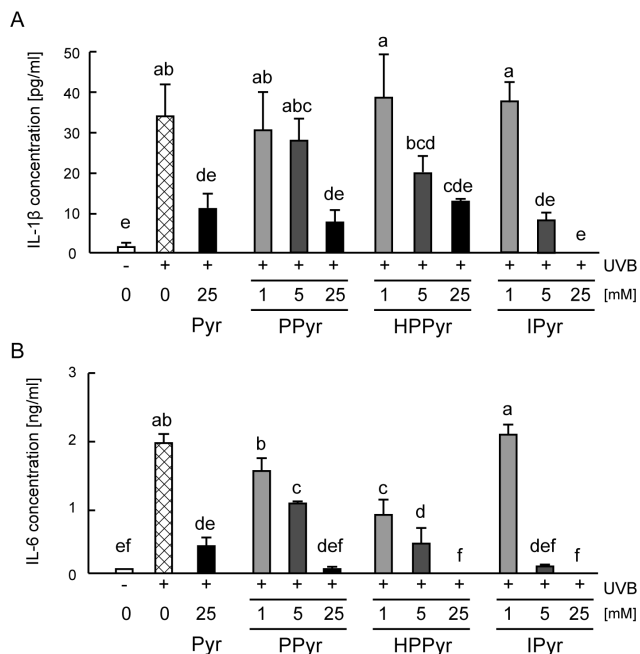 A
IL-1β concentration [pg/ml]
50
40
30
20
10
0
e
ab
de
ab
abc
de
a
bcd
cde
a
de
e
- + + + + + + + + + + + UVB
0 0 25 1 5 25 1 5 25 1 5 25 [mM]
Pyr PPyr HPPyr IPyr
B
IL-6 concentration [ng/ml]
3
2
1
0
ef
ab
de
b
c
def
c
d
f
a
def
f
- + + + + + + + + + + + UVB
0 0 25 1 5 25 1 5 25 1 5 25 [mM]
Pyr PPyr HPPyr IPyr